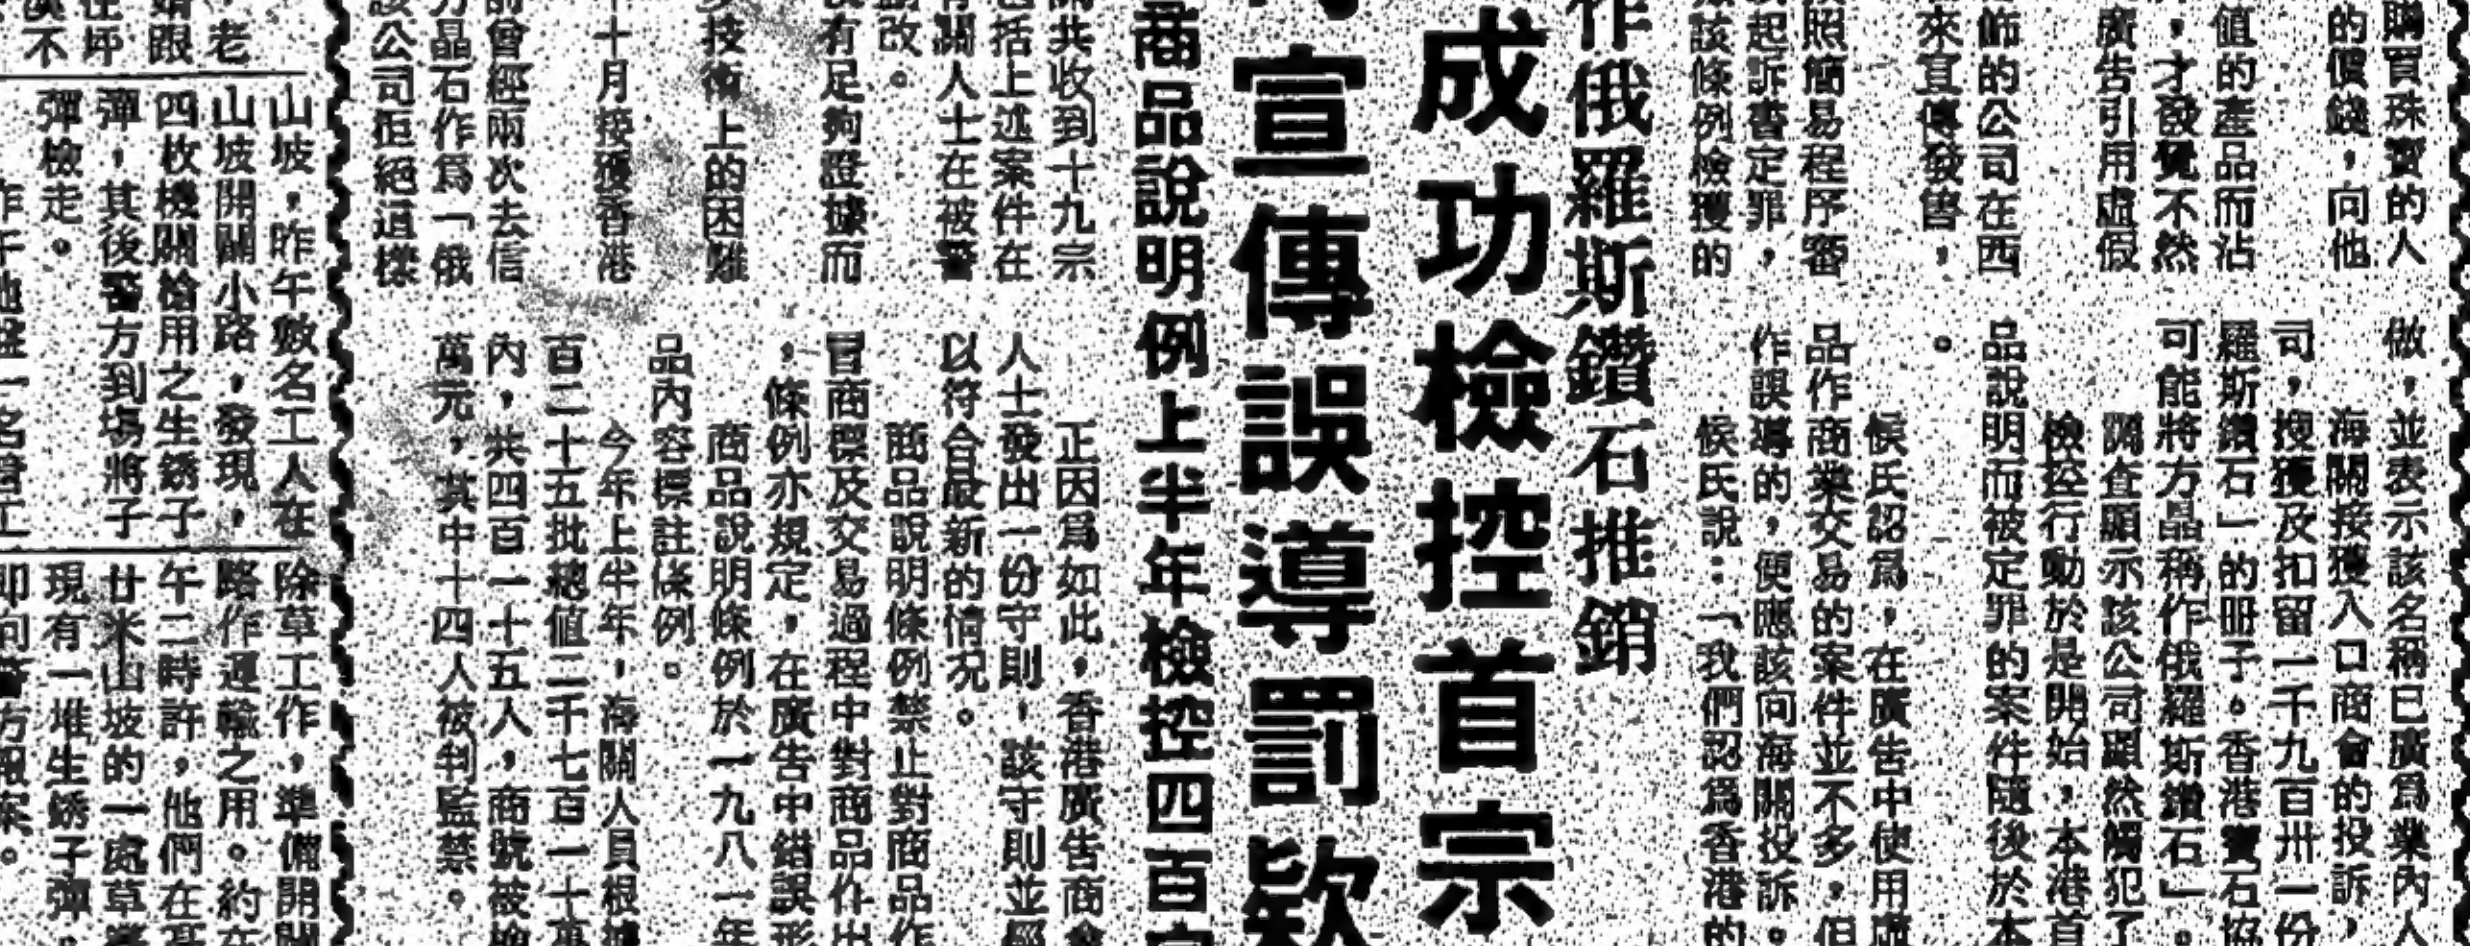 購買珠寶的人
的價錢，向他
值的產品而沾
，才發覺不然
廣告引用虛假
飾的公司在西
來宣傳發售，
。
照簡易程序審
起訴書定罪，
該條例檢獲的
做，並表示該名稱已廣爲業內人
海關接獲入口商會的投訴，
司，搜獲及扣留一千九百卅一份
羅斯鑽石」的册子。香港寶石協
可能將方晶稱作俄羅斯鑽石」。
調查顯示該公司顯然觸犯了
檢控行動於是開始，本港首
品說明而被定罪的案件隨後於本
候氏認爲，在廣告中使用虛
品作商業交易的案件並不多，但
作誤導的，便應該向海關投訴。
候氏說：「我們認爲香港的
作俄羅斯鑽石推銷
成功檢控首宗
宣傳誤導罰欵
商品說明例上半年檢控四百
共收到十九宗
包括上述案件在
有關人士在被警
改。
有足夠證據而
技術上的困難
十月接獲香港
曾經兩次去信
方晶石作爲「俄
該公司拒絕這樣
正因爲如此，香港廣告商會
人士發出一份守則，該守則並經
以符合最新的情况。
商品說明條例禁止對商品作
冒商標及交易過程中對商品作出
，條例亦規定，在廣告中錯誤形
商品說明條例於一九八一年
品內容標註條例。
今年上半年，海關人員根據
百二十五批總值二千七百一十萬
內，共四百一十五人，商號被檢
萬元，其中十四人被判監禁。
老
跟
不
山坡，昨午數名工人在
山坡開闢小路，發現，
四枚機關槍用之生銹子
彈，其後警方到場將子
彈檢走。
除草工作，準備開闢
路作運輸之用。約在
午二時許，他們在
廿米山坡的一處草
現有一堆生銹子彈，
即向警方報案。